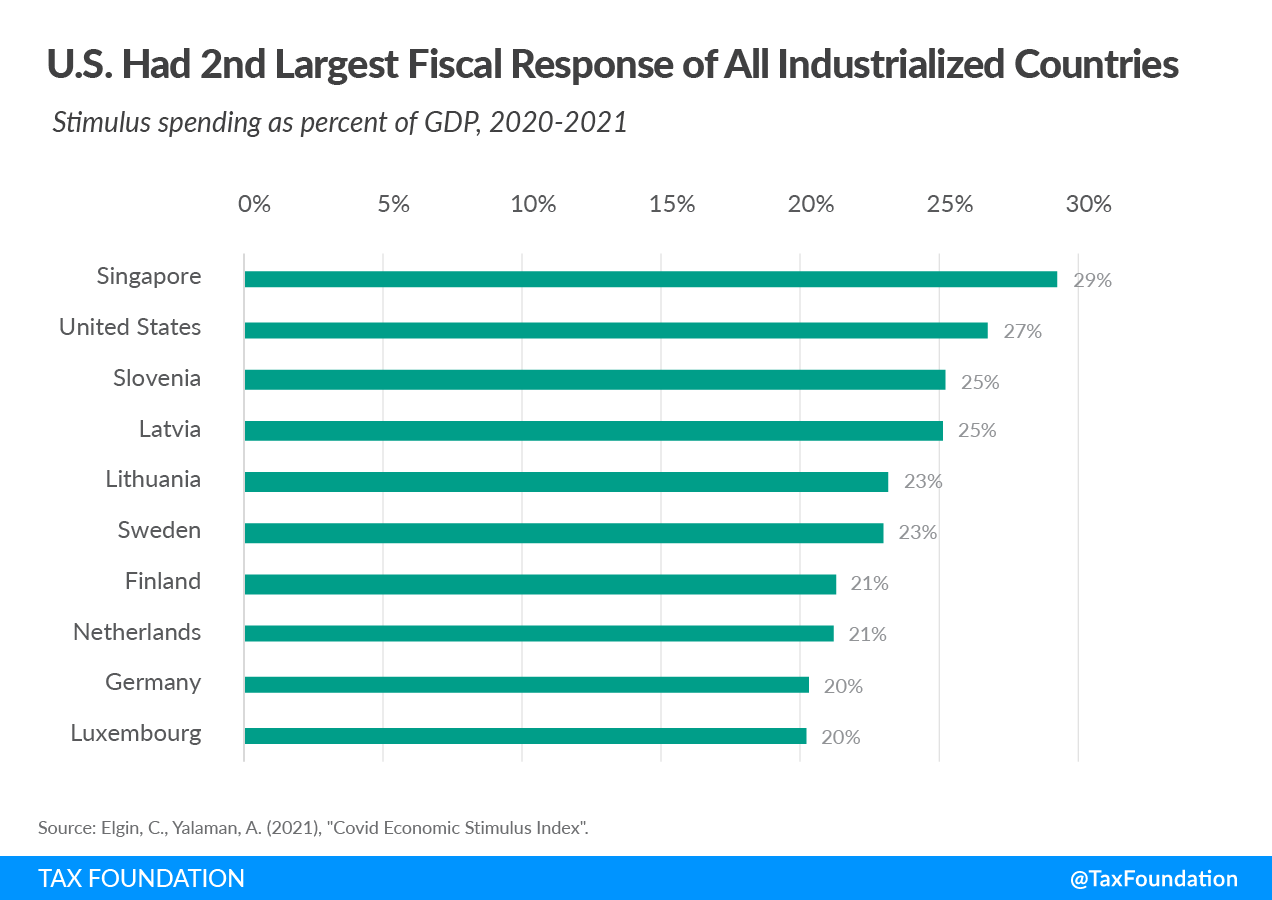 U.S. Had 2nd Largest Fiscal Response of All Industrialized Countries
Stimulus spending as percent of GDP, 2020-2021
0% 5% 10% 15% 20% 25% 30%
Singapore 29%
United States 27%
Slovenia 25%
Latvia 25%
Lithuania 23%
Sweden 23%
Finland 21%
Netherlands 21%
Germany 20%
Luxembourg 20%
Source: Elgin, C., Yalaman, A. (2021), "Covid Economic Stimulus Index".
TAX FOUNDATION @TaxFoundation